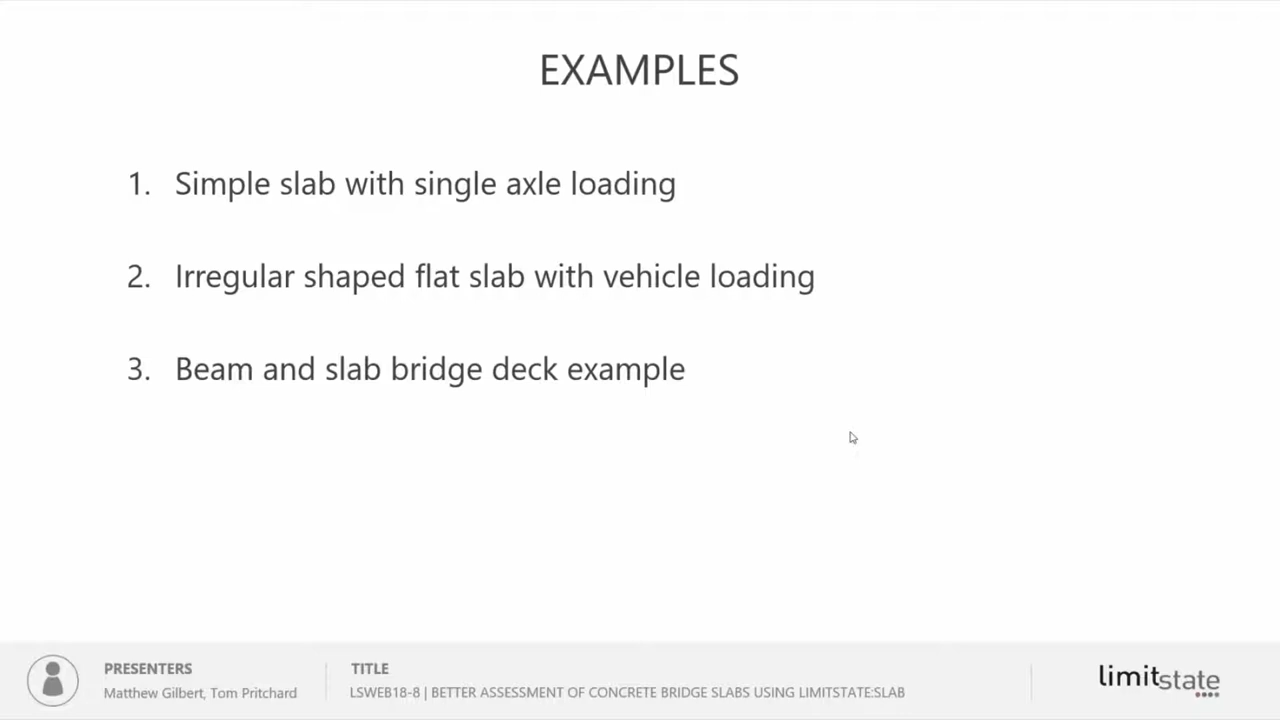 EXAMPLES
1. Simple slab with single axle loading
2. Irregular shaped flat slab with vehicle loading
3. Beam and slab bridge deck example
PRESENTERS
Matthew Gilbert, Tom Pritchard
TITLE
LSWEB18-8 | BETTER ASSESSMENT OF CONCRETE BRIDGE SLABS USING LIMITSTATE:SLAB
limitstate